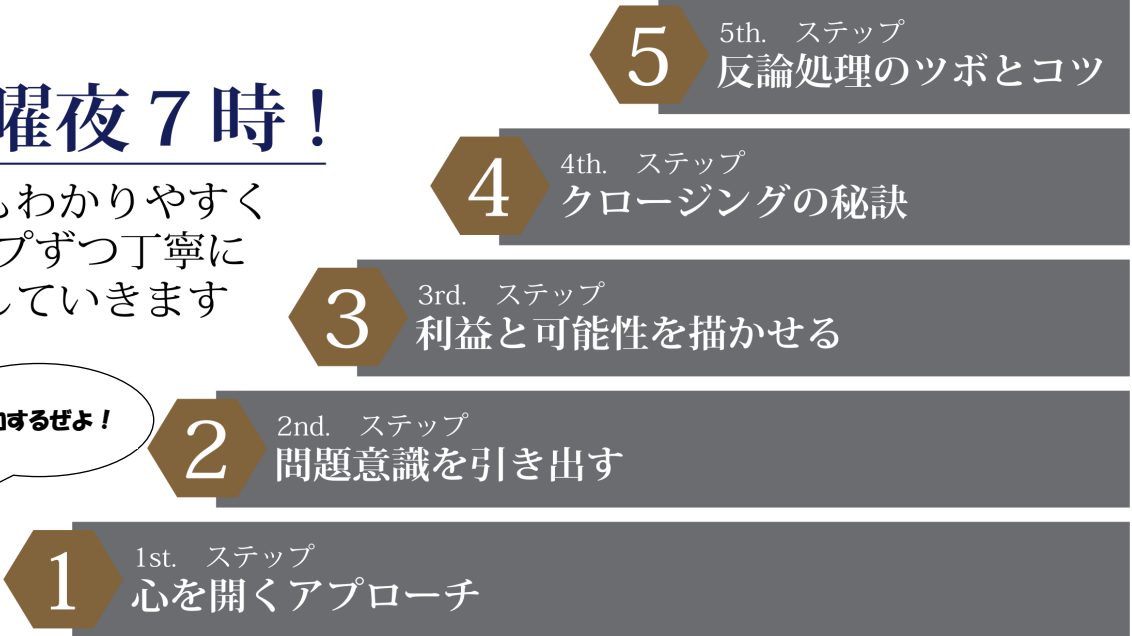 曜夜７時！
もわかりやすく
プずつ丁寧に
していきます
するぜよ！
5
5th.　ステップ
反論処理のツボとコツ
4
4th.　ステップ
クロージングの秘訣
3
3rd.　ステップ
利益と可能性を描かせる
2
2nd.　ステップ
問題意識を引き出す
1
1st.　ステップ
心を開くアプローチ